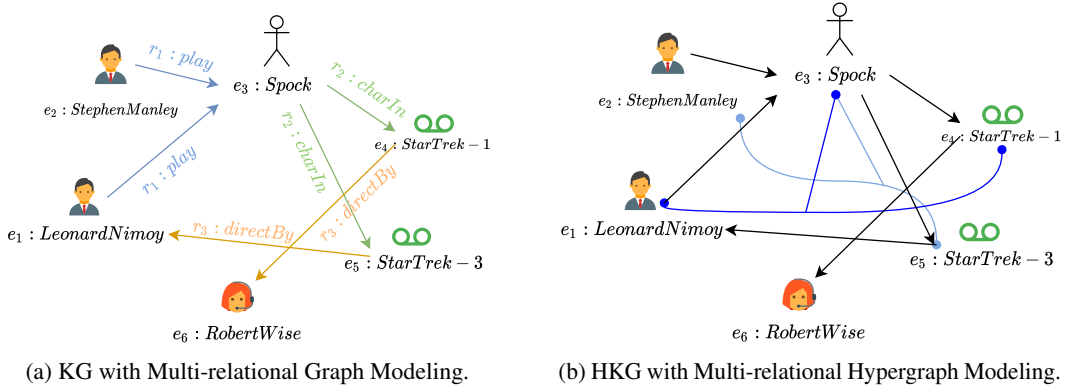 r₁ : play
e₃ : Spock
r₂ : charIn
e₂ : StephenManley
r₂ : charIn
e₄ : StarTrek − 1
r₁ : play
r₃ : directBy
e₁ : LeonardNimoy
r₃ : directBy
e₅ : StarTrek − 3
e₆ : RobertWise
(a) KG with Multi-relational Graph Modeling.
e₃ : Spock
e₂ : StephenManley
e₄ : StarTrek − 1
e₁ : LeonardNimoy
e₅ : StarTrek − 3
e₆ : RobertWise
(b) HKG with Multi-relational Hypergraph Modeling.